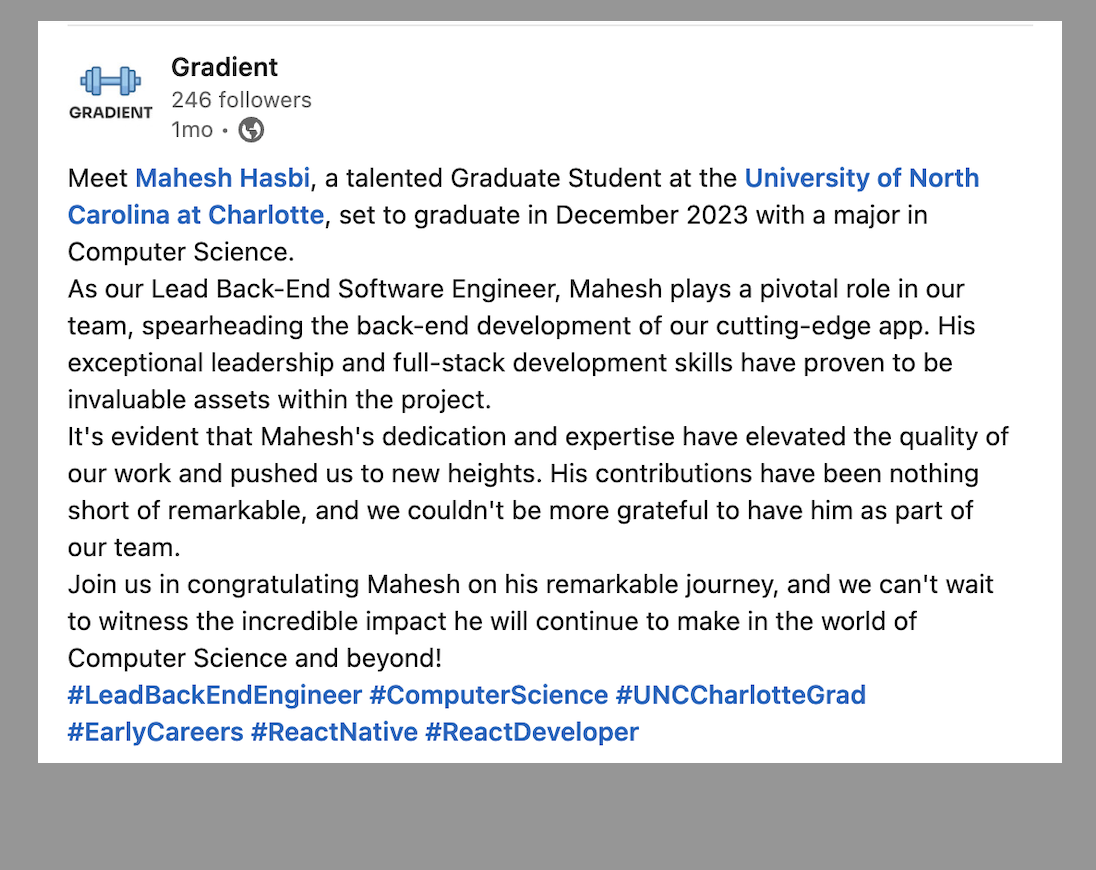 GRADIENT
Gradient
246 followers
1mo •
Meet Mahesh Hasbi, a talented Graduate Student at the University of North
Carolina at Charlotte, set to graduate in December 2023 with a major in
Computer Science.
As our Lead Back-End Software Engineer, Mahesh plays a pivotal role in our
team, spearheading the back-end development of our cutting-edge app. His
exceptional leadership and full-stack development skills have proven to be
invaluable assets within the project.
It's evident that Mahesh's dedication and expertise have elevated the quality of
our work and pushed us to new heights. His contributions have been nothing
short of remarkable, and we couldn't be more grateful to have him as part of
our team.
Join us in congratulating Mahesh on his remarkable journey, and we can't wait
to witness the incredible impact he will continue to make in the world of
Computer Science and beyond!
#LeadBackEndEngineer #ComputerScience #UNCCharlotteGrad
#EarlyCareers #ReactNative #ReactDeveloper